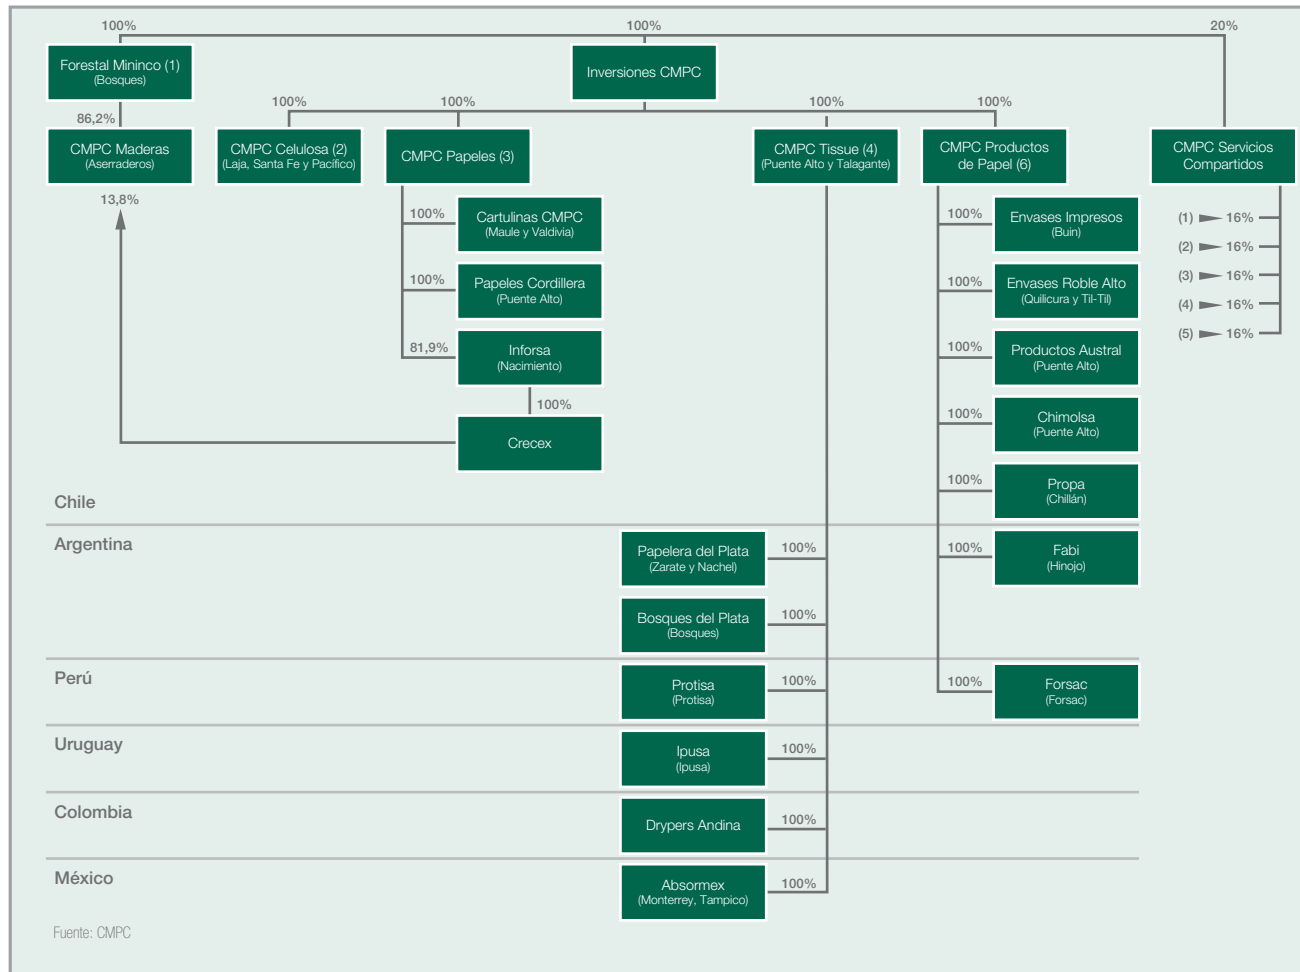 100%
100%
20%
Forestal Mininco (1)
(Bosques)
Inversiones CMPC
86,2%
100%
100%
100%
100%
CMPC Maderas
(Aserraderos)
CMPC Celulosa (2)
(Laja, Santa Fe y Pacífico)
CMPC Papeles (3)
CMPC Tissue (4)
(Puente Alto y Talagante)
CMPC Productos
de Papel (6)
CMPC Servicios
Compartidos
13,8%
100%
Cartulinas CMPC
(Maule y Valdivia)
100%
Papeles Cordillera
(Puente Alto)
81,9%
Inforsa
(Nacimiento)
100%
Crecex
100%
Envases Impresos
(Buin)
100%
Envases Roble Alto
(Quilicura y Til-Til)
100%
Productos Austral
(Puente Alto)
100%
Chimolsa
(Puente Alto)
100%
Propa
(Chillán)
(1) 16%
(2) 16%
(3) 16%
(4) 16%
(5) 16%
Chile
Argentina
Papelera del Plata
(Zarate y Nachel)
100%
100%
Fabi
(Hinojo)
Bosques del Plata
(Bosques)
100%
Perú
Protisa
(Protisa)
100%
100%
Forsac
(Forsac)
Uruguay
Ipusa
(Ipusa)
100%
Colombia
Drypers Andina
100%
México
Absormex
(Monterrey, Tampico)
100%
Fuente: CMPC